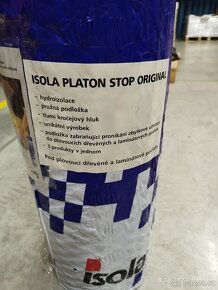 ISOLA PLATON STOP ORIGINAL
- hydroizolace
- pružná podložka
- tlumí kročejový hluk
- unikátní výrobek
- podložka zabraňující pronikání zbytkové vlhkosti
do plovoucích dřevěných a laminátových podlah
- 3 produkty v jednom
Pod plovoucí dřevěné a laminátové podlahy
isola